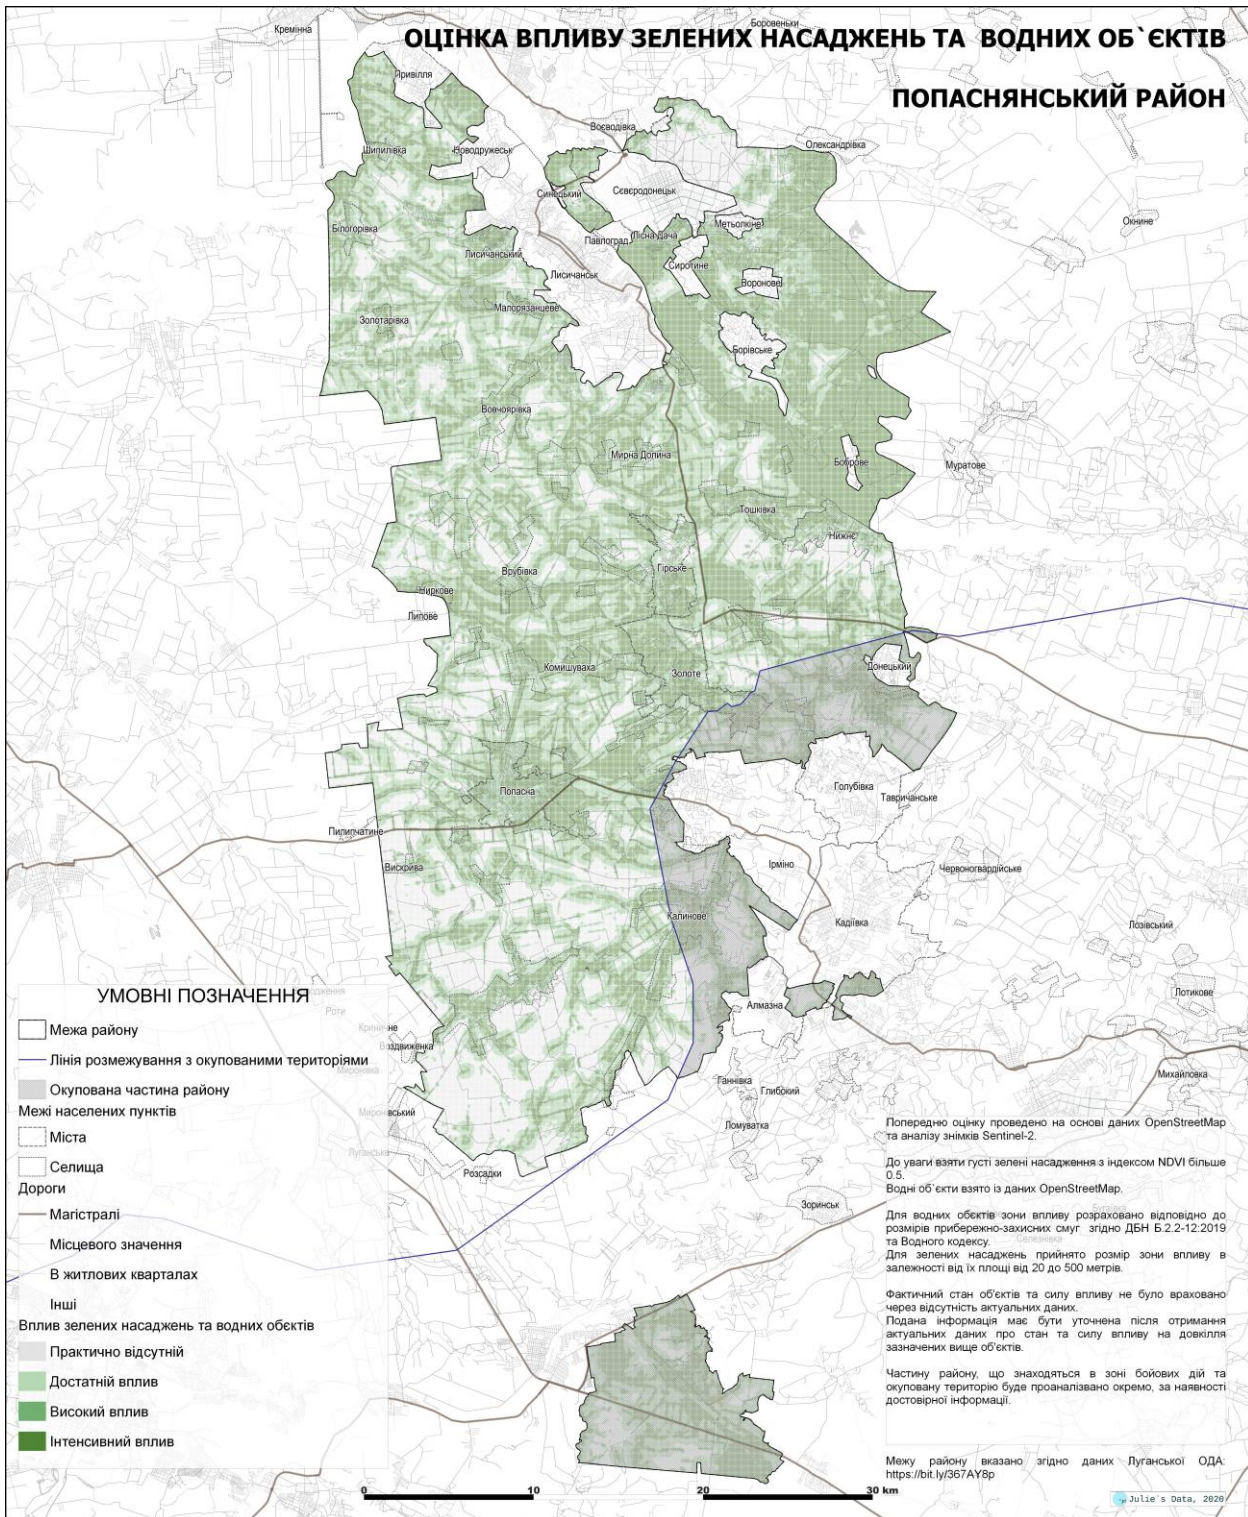 ОЦІНКА ВПЛИВУ ЗЕЛЕНИХ НАСАДЖЕНЬ ТА ВОДНИХ ОБ`ЄКТІВ
ПОПАСНЯНСЬКИЙ РАЙОН
Кремінна
Боровеньки
Привілля
Воєводівка
Олександрівка
Шипилівка
Новодружеськ
Синецький
Сєвєродонецьк
Окнине
Білогорівка
Метьолкіне
Павлоград
Лісна Дача
Лисичанський
Сиротине
Лисичанськ
Воронове
Малорязанцеве
Золотарівка
Борівське
Вовчоярівка
Мирна Долина
Боброве
Муратове
Тошківка
Нижнє
Врубівка
Гірське
Ниркове
Липове
Комишуваха
Золоте
Донецький
Попасна
Голубівка
Тавричанське
Пилипчатине
Вискрива
Ірміно
Червоногвардійське
Калинове
Кадіївка
Лозівський
Лотикове
Алмазна
Михайловка
Ганнівка
Глибокий
Ломуватка
Розсадки
Зоринськ
УМОВНІ ПОЗНАЧЕННЯ
Межа району
Лінія розмежування з окупованими територіями
Окупована частина району
Межі населених пунктів
Міста
Селища
Дороги
Магістралі
Місцевого значення
В житлових кварталах
Інші
Вплив зелених насаджень та водних обєктів
Практично відсутній
Достатній вплив
Високий вплив
Інтенсивний вплив
Попередню оцінку проведено на основі даних OpenStreetMap
та аналізу знімків Sentinel-2.
До уваги взяти густі зелені насадження з індексом NDVI більше
0.5.
Водні об`єкти взято із даних OpenStreetMap.
Для водних обєктів зони впливу розраховано відповідно до
розмірів прибережно-захисних смуг згідно ДБН Б.2.2-12:2019
та Водного кодексу.
Для зелених насаджень прийнято розмір зони впливу в
залежності від їх площі від 20 до 500 метрів.
Фактичний стан об'єктів та силу впливу не було враховано
через відсутність актуальних даних.
Подана інформація має бути уточнена після отримання
актуальних даних про стан та силу впливу на довкілля
зазначених вище об'єктів.
Частину району, що знаходяться в зоні бойових дій та
окуповану територію буде проаналізвано окремо, за наявності
достовірної інформації.
Межу району вказано згідно даних Луганської ОДА:
https://bit.ly/367AY8p
0 10 20 30 km
Julie's Data, 2020